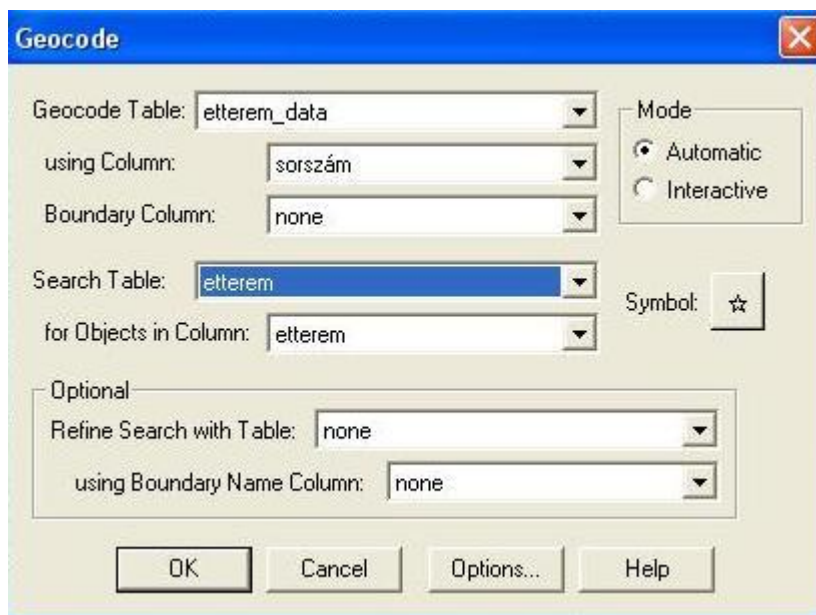 Geocode
Geocode Table: etterem_data
using Column: sorszám
Boundary Column: none
Mode
Automatic
Interactive
Search Table: etterem
for Objects in Column: etterem
Symbol:
Optional
Refine Search with Table: none
using Boundary Name Column: none
OK Cancel Options... Help